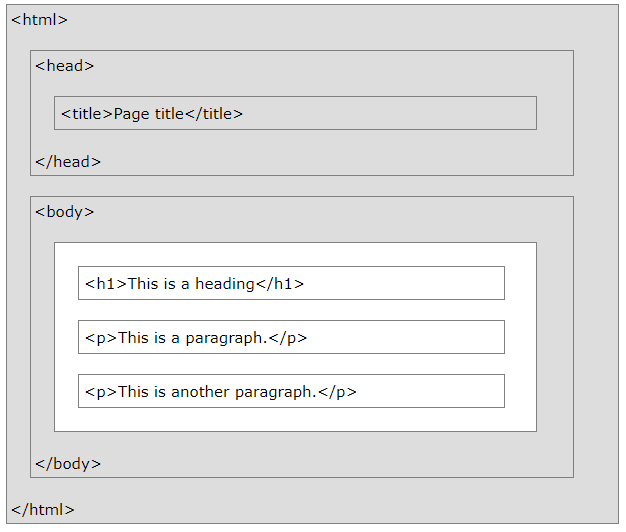 <html>
<head>
<title>Page title</title>
</head>
<body>
<h1>This is a heading</h1>
<p>This is a paragraph.</p>
<p>This is another paragraph.</p>
</body>
</html>